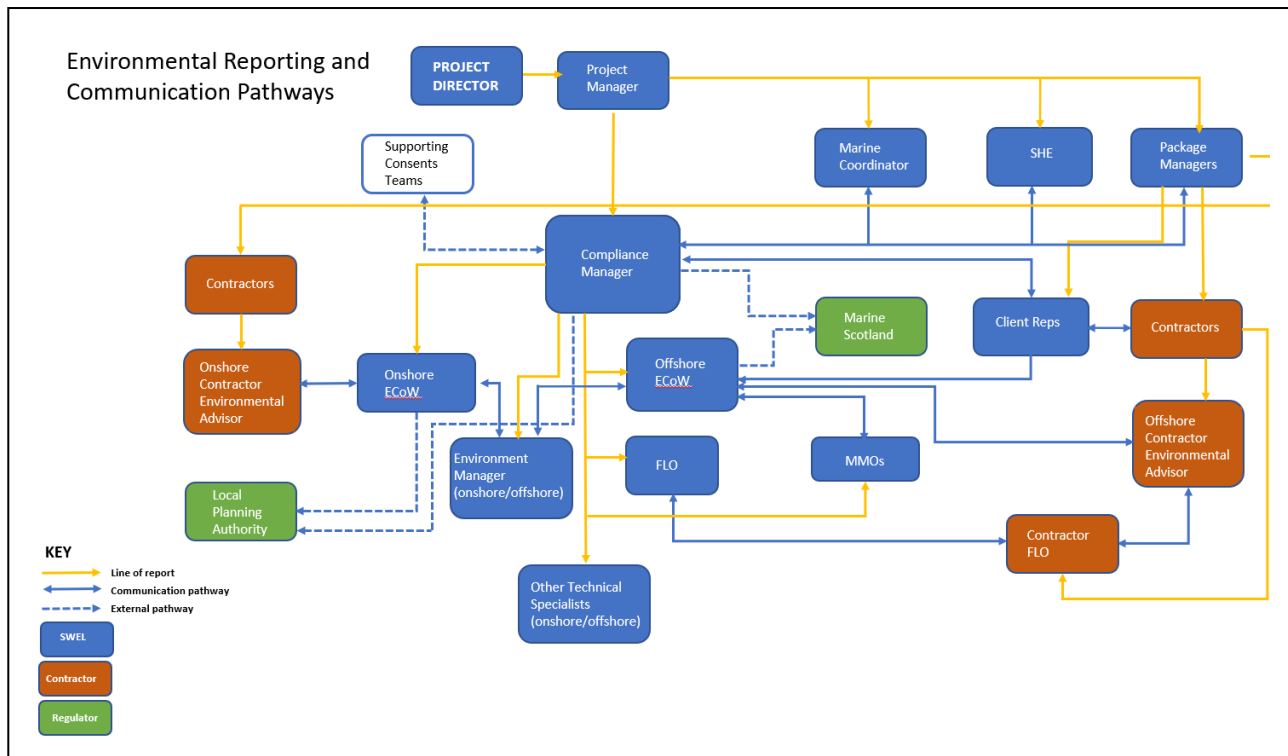 Environmental Reporting and
Communication Pathways
PROJECT
DIRECTOR
Project
Manager
Supporting
Consents
Teams
Marine
Coordinator
SHE
Package
Managers
Compliance
Manager
Contractors
Marine
Scotland
Client Reps
Contractors
Onshore
Contractor
Environmental
Advisor
Onshore
ECoW
Offshore
ECoW
Offshore
Contractor
Environmental
Advisor
Environment
Manager
(onshore/offshore)
FLO
MMOs
Local
Planning
Authority
Contractor
FLO
Other Technical
Specialists
(onshore/offshore)
KEY
Line of report
Communication pathway
External pathway
SWEL
Contractor
Regulator